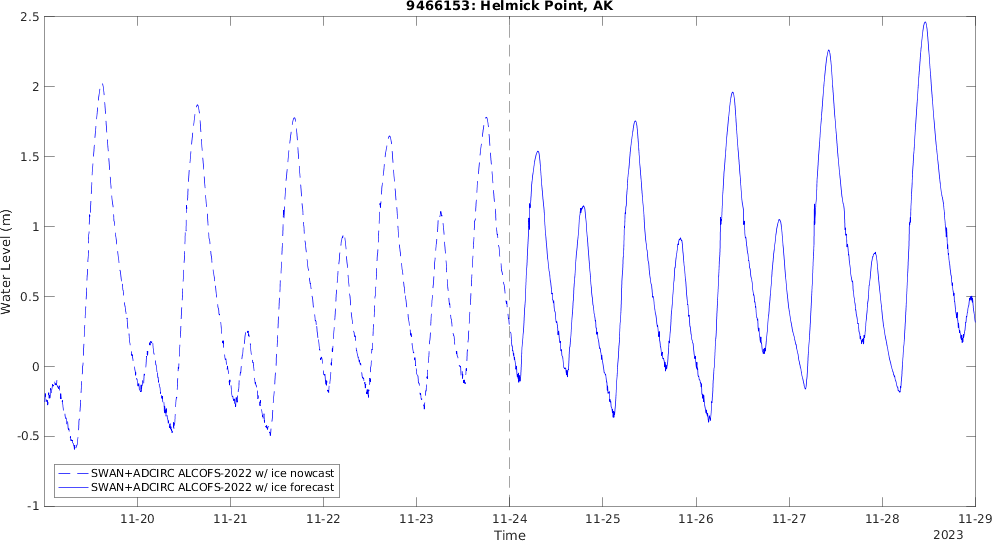 9466153: Helmick Point, AK
Water Level (m)
2.5
2
1.5
1
0.5
0
-0.5
-1
SWAN+ADCIRC ALCOFS-2022 w/ ice nowcast
SWAN+ADCIRC ALCOFS-2022 w/ ice forecast
11-20 11-21 11-22 11-23 11-24 11-25 11-26 11-27 11-28 11-29
Time
2023